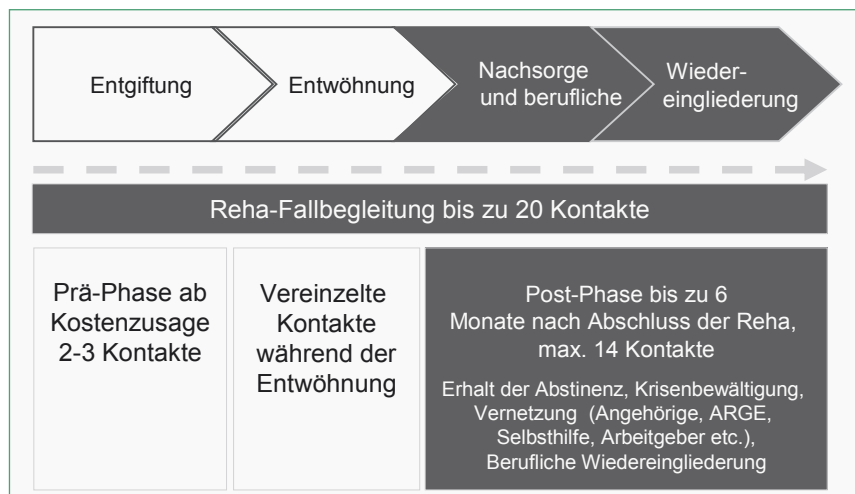 Entgiftung
Entwöhnung
Nachsorge
und berufliche
Wieder-
eingliederung
Reha-Fallbegleitung bis zu 20 Kontakte
Prä-Phase ab
Kostenzusage
2-3 Kontakte
Vereinzelte
Kontakte
während der
Entwöhnung
Post-Phase bis zu 6
Monate nach Abschluss der Reha,
max. 14 Kontakte
Erhalt der Abstinenz, Krisenbewältigung,
Vernetzung (Angehörige, ARGE,
Selbsthilfe, Arbeitgeber etc.),
Berufliche Wiedereingliederung